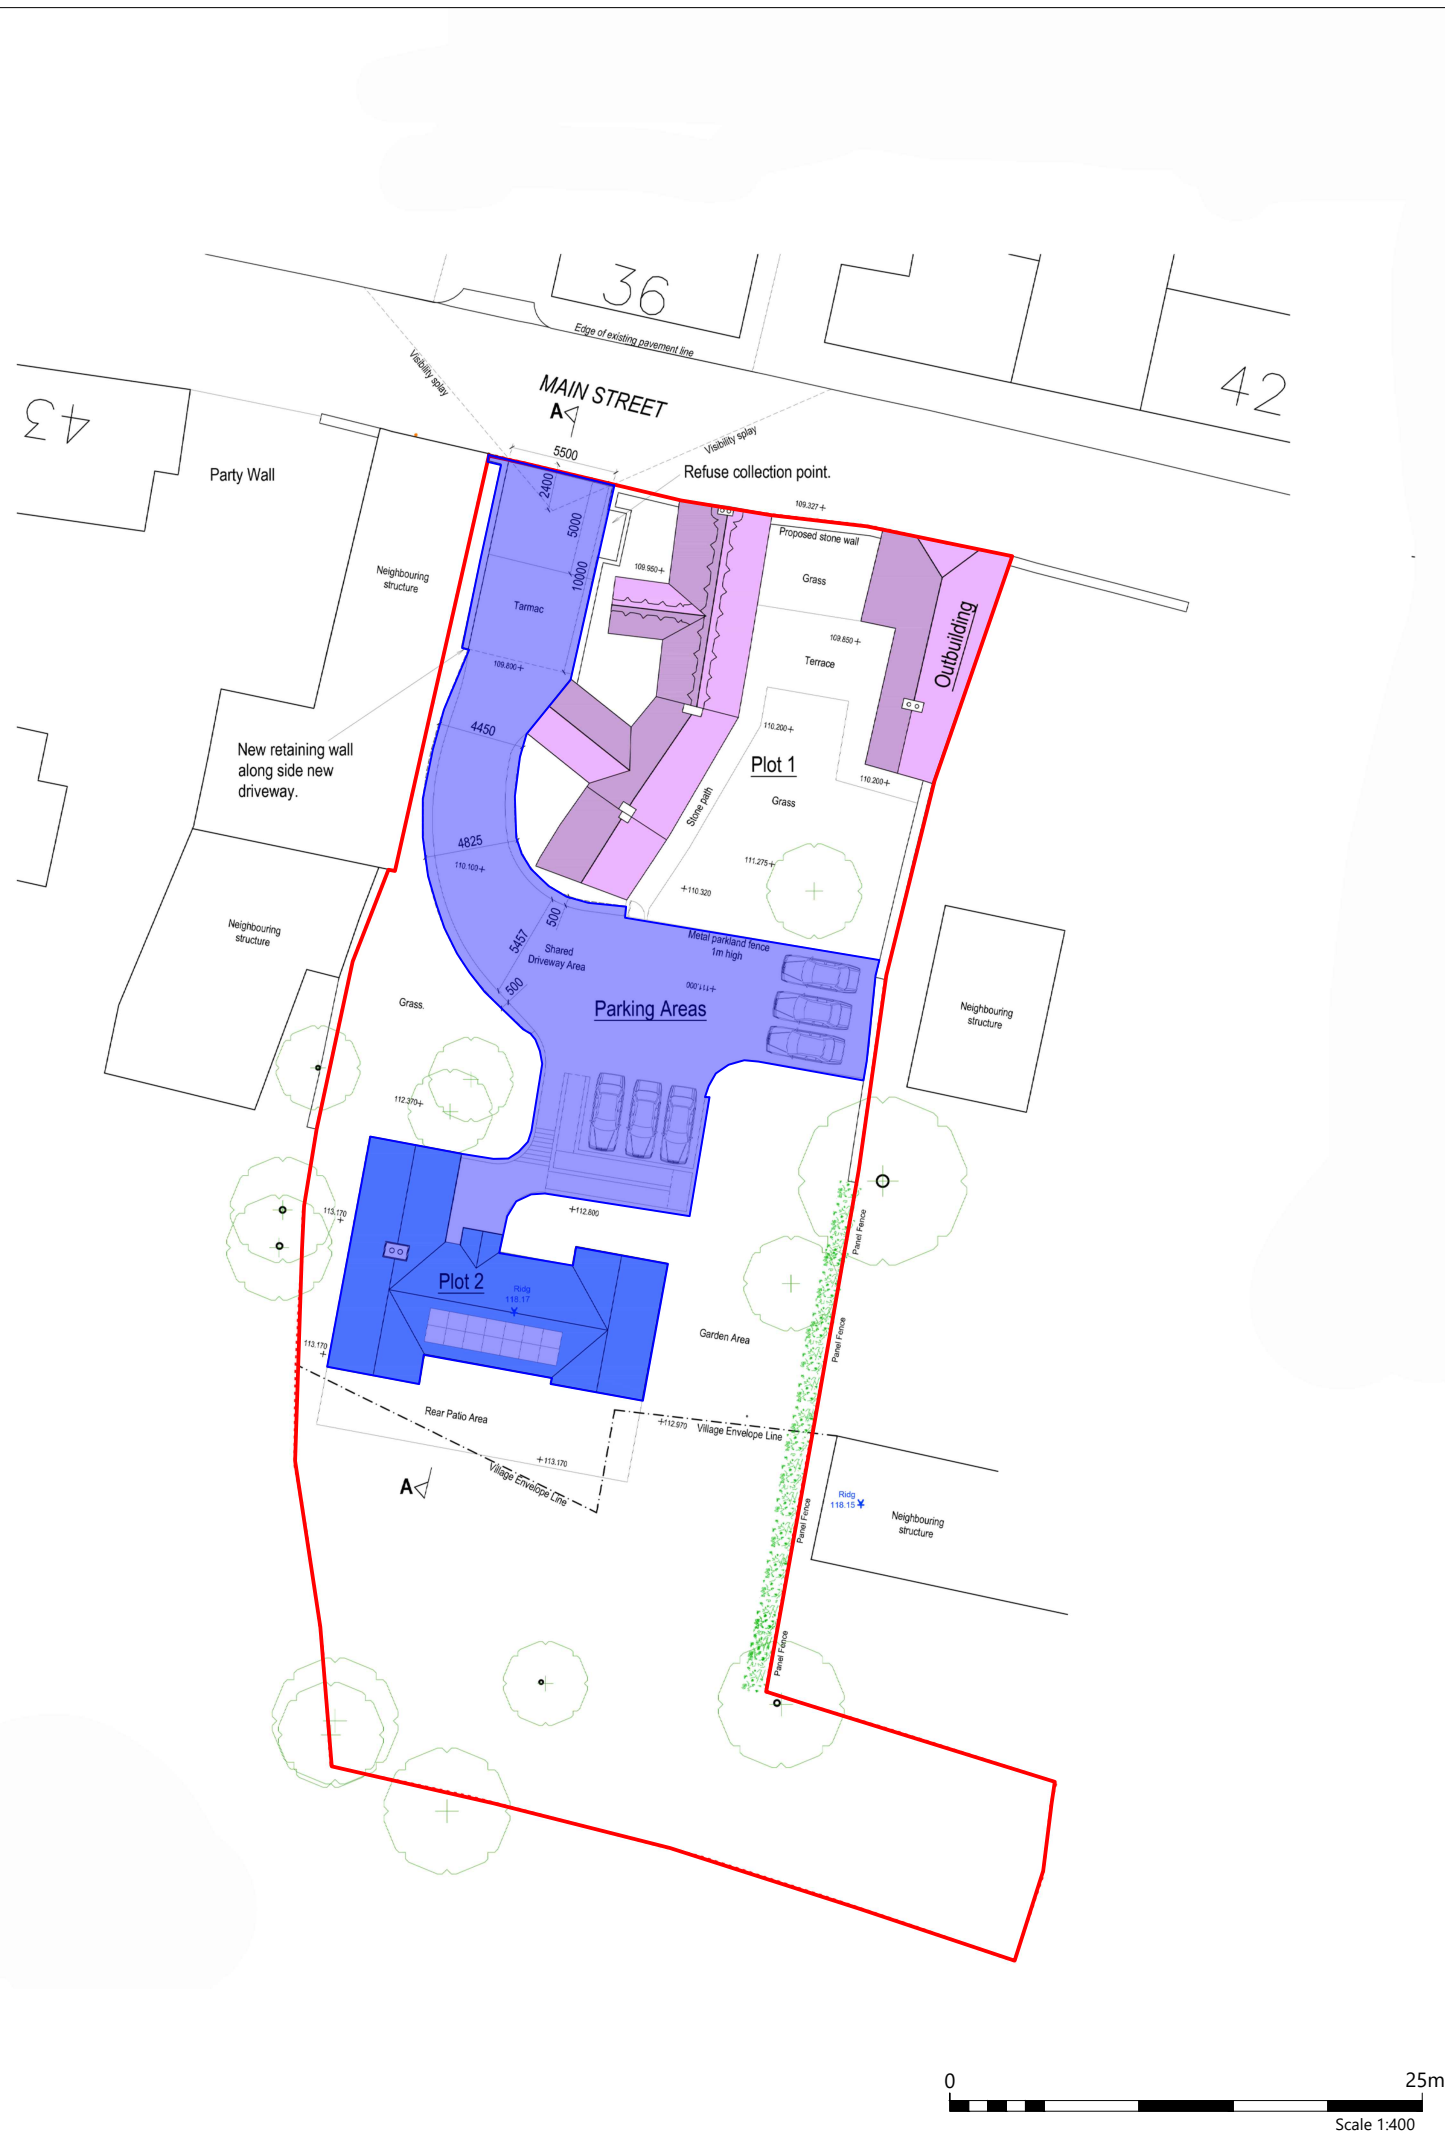 36
Edge of existing pavement line
Visibility splay
MAIN STREET
42
43
A
5500
Visibility splay
Party Wall
Refuse collection point.
2400
109.327
5000
Proposed stone wall
Neighbouring
structure
109.950
10000
Grass
Tarmac
Outbuilding
109.850
Terrace
109.800
4450
110.200
New retaining wall
along side new
driveway.
Plot 1
110.200
Stone path
Grass
4825
110.100
111.275
110.320
500
Neighbouring
structure
5457
Metal parkland fence
1m high
Shared
Driveway Area
500
111.000
Grass.
Parking Areas
Neighbouring
structure
112.370
113.170
112.800
Panel Fence
Plot 2
Ridg
118.17
113.170
Garden Area
Panel Fence
Rear Patio Area
112.970
Village Envelope Line
113.170
A
Village Envelope Line
Ridg
118.15
Panel Fence
Neighbouring
structure
Panel Fence
0
25m
Scale 1:400